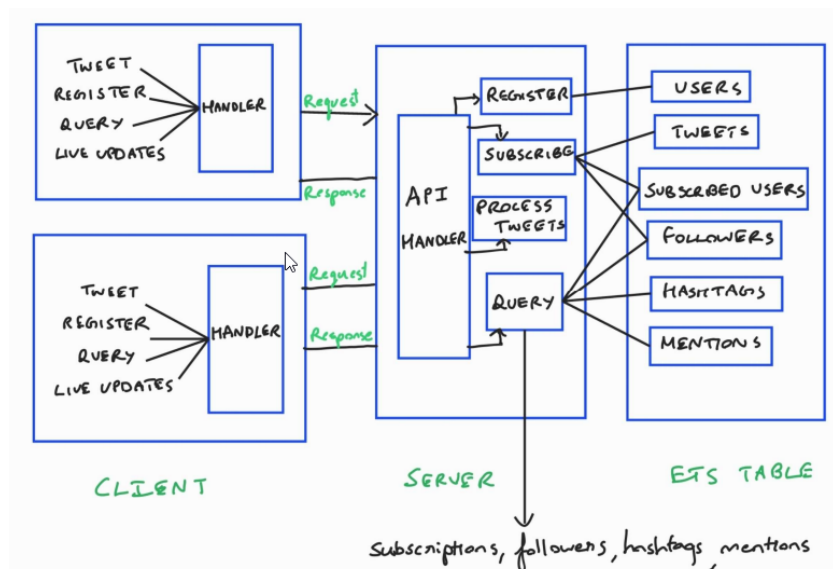 TWEET
REGISTER
QUERY
LIVE UPDATES
HANDLER
Request
Response
TWEET
REGISTER
QUERY
LIVE UPDATES
HANDLER
Request
Response
CLIENT
API
HANDLER
REGISTER
SUBSCRIBE
PROCESS
TWEETS
QUERY
SERVER
USERS
TWEETS
SUBSCRIBED USERS
FOLLOWERS
HASHTAGS
MENTIONS
ETS TABLE
subscriptions, followers, hashtags mentions